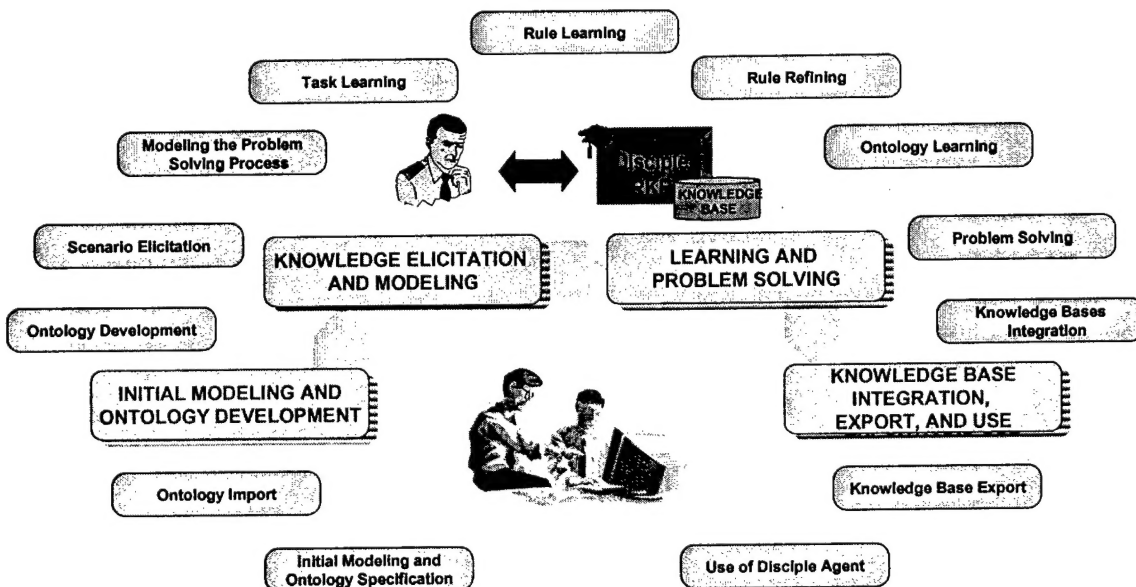 Rule Learning
Task Learning
Rule Refining
Modeling the Problem
Solving Process
Ontology Learning
Disciple
RKF
KNOWLEDGE
BASE
Scenario Elicitation
Problem Solving
KNOWLEDGE ELICITATION
AND MODELING
LEARNING AND
PROBLEM SOLVING
Ontology Development
Knowledge Bases
Integration
INITIAL MODELING AND
ONTOLOGY DEVELOPMENT
KNOWLEDGE BASE
INTEGRATION,
EXPORT, AND USE
Ontology Import
Knowledge Base Export
Initial Modeling and
Ontology Specification
Use of Disciple Agent